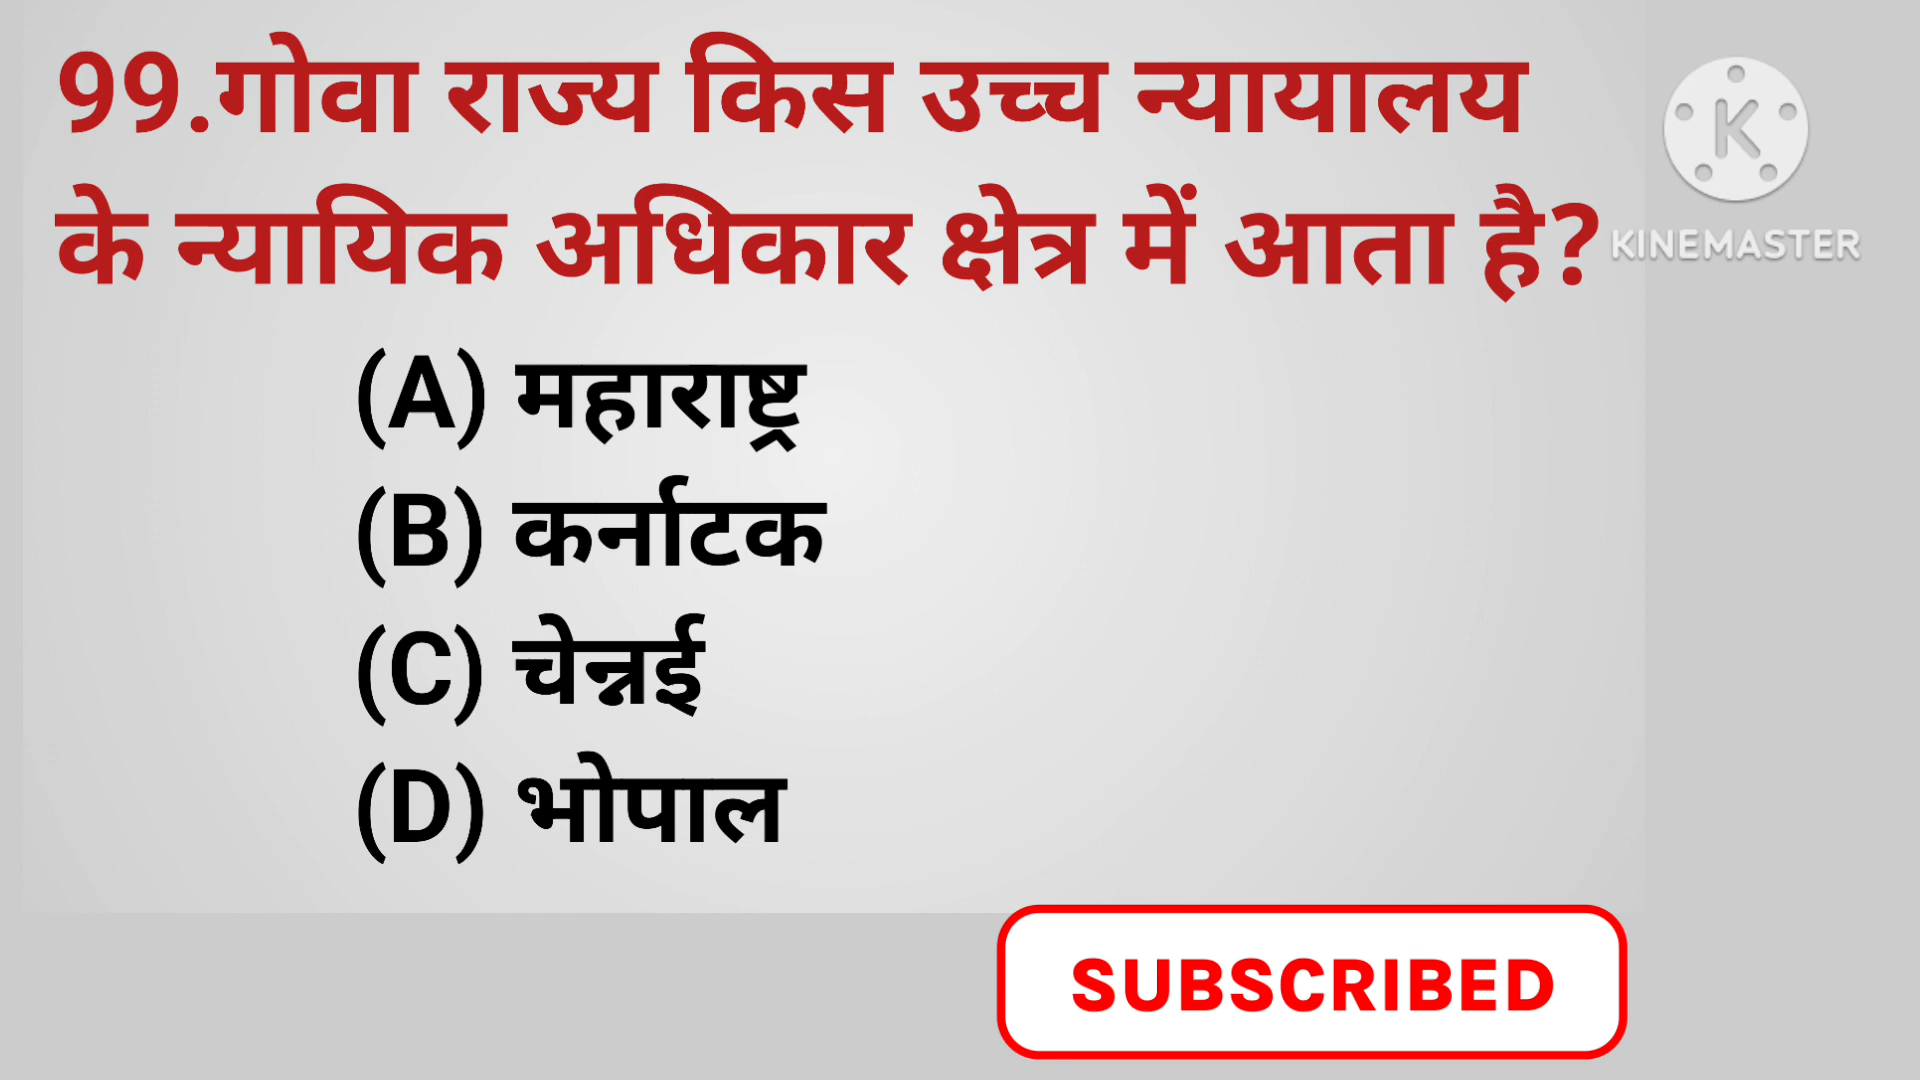 99.गोवा राज्य किस उच्च न्यायालय
के न्यायिक अधिकार क्षेत्र में आता है?
(A) महाराष्ट्र
(B) कर्नाटक
(C) चेन्नई
(D) भोपाल
K
KINEMASTER
SUBSCRIBED